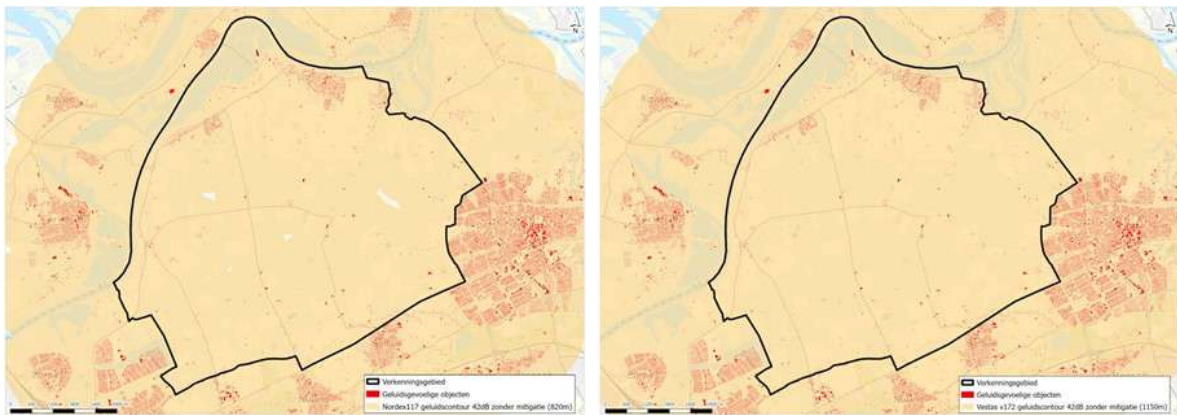 N
Verkenningsgebied
Geluidsgevoelige objecten
Nordex117 geluidscontour 42dB zonder mitigatie (820m)
N
Verkenningsgebied
Geluidsgevoelige objecten
Vestas v172 geluidscontour 42dB zonder mitigatie (1150m)